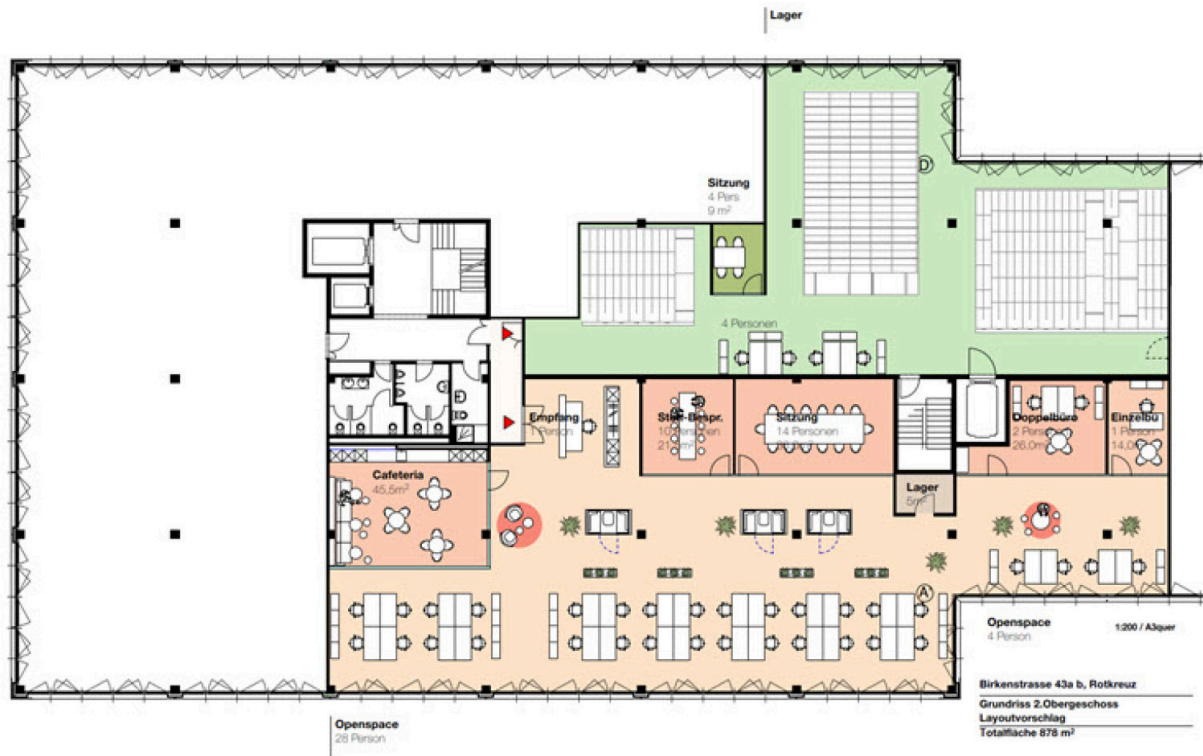 Lager
Sitzung
4 Pers
9 m²
D'
4 Personen
Empfang
Person
Sitzung
14 Personen
Doppelbüro
2 Pers
26,0m²
Einzelbü
1 Person
14,0
Cafeteria
45,5m²
Lager
5m²
A
Openspace
4 Person
1:200 / A3quer
Birkenstrasse 43a b, Rotkreuz
Grundriss 2.Obergeschoss
Layoutvorschlag
Totalfläche 878 m²
Openspace
28 Person